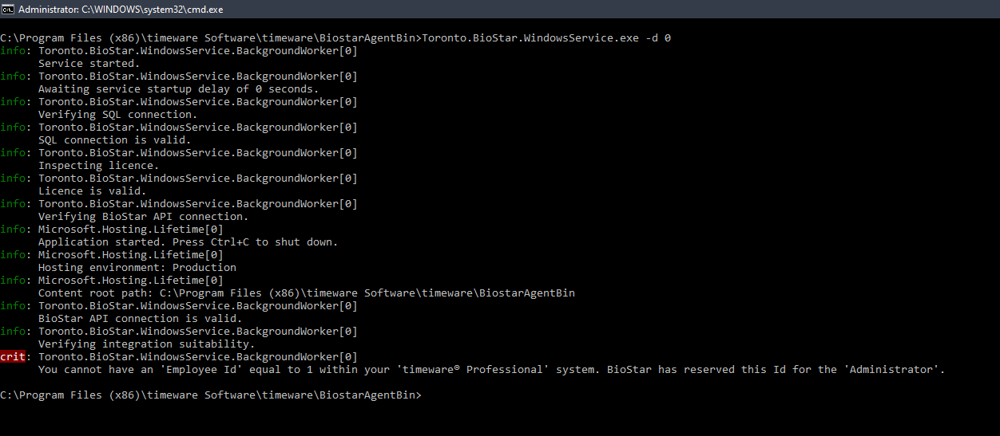 Administrator: C:\WINDOWS\system32\cmd.exe
C:\Program Files (x86)\timeware Software\timeware\BiostarAgentBin>Toronto.BioStar.WindowsService.exe -d 0
info: Toronto.BioStar.WindowsService.BackgroundWorker[0]
Service started.
info: Toronto.BioStar.WindowsService.BackgroundWorker[0]
Awaiting service startup delay of 0 seconds.
info: Toronto.BioStar.WindowsService.BackgroundWorker[0]
Verifying SQL connection.
info: Toronto.BioStar.WindowsService.BackgroundWorker[0]
SQL connection is valid.
info: Toronto.BioStar.WindowsService.BackgroundWorker[0]
Inspecting licence.
info: Toronto.BioStar.WindowsService.BackgroundWorker[0]
Licence is valid.
info: Toronto.BioStar.WindowsService.BackgroundWorker[0]
Verifying BioStar API connection.
info: Microsoft.Hosting.Lifetime[0]
Application started. Press Ctrl+C to shut down.
info: Microsoft.Hosting.Lifetime[0]
Hosting environment: Production
info: Microsoft.Hosting.Lifetime[0]
Content root path: C:\Program Files (x86)\timeware Software\timeware\BiostarAgentBin
info: Toronto.BioStar.WindowsService.BackgroundWorker[0]
BioStar API connection is valid.
info: Toronto.BioStar.WindowsService.BackgroundWorker[0]
Verifying integration suitability.
crit: Toronto.BioStar.WindowsService.BackgroundWorker[0]
You cannot have an 'Employee Id' equal to 1 within your 'timeware® Professional' system. BioStar has reserved this Id for the 'Administrator'.
C:\Program Files (x86)\timeware Software\timeware\BiostarAgentBin>